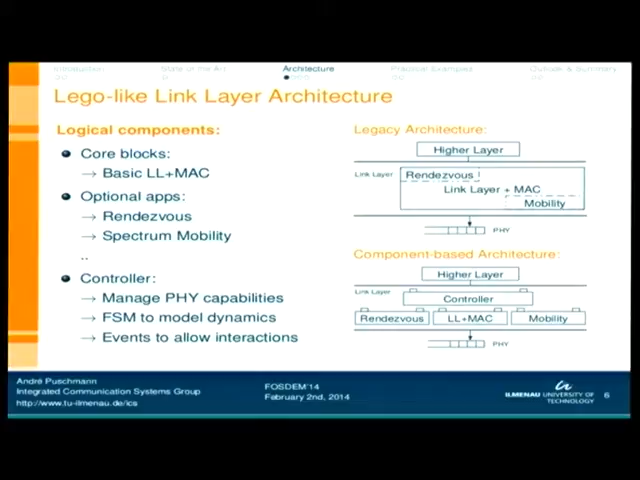 Introduction State of the Art Architecture Practical Examples Outlook & Summary
Lego-like Link Layer Architecture
Logical components:
Core blocks:
→ Basic LL+MAC
Optional apps:
→ Rendezvous
→ Spectrum Mobility
..
Controller:
→ Manage PHY capabilities
→ FSM to model dynamics
→ Events to allow interactions
Legacy Architecture:
Higher Layer
Link Layer
Rendezvous
Link Layer + MAC
Mobility
PHY
Component-based Architecture:
Higher Layer
Link Layer
Controller
Rendezvous LL+MAC Mobility
PHY
André Puschmann
Integrated Communication Systems Group
http://www.tu-ilmenau.de/ics
FOSDEM'14
February 2nd, 2014
ILMENAU UNIVERSITY OF
TECHNOLOGY
6